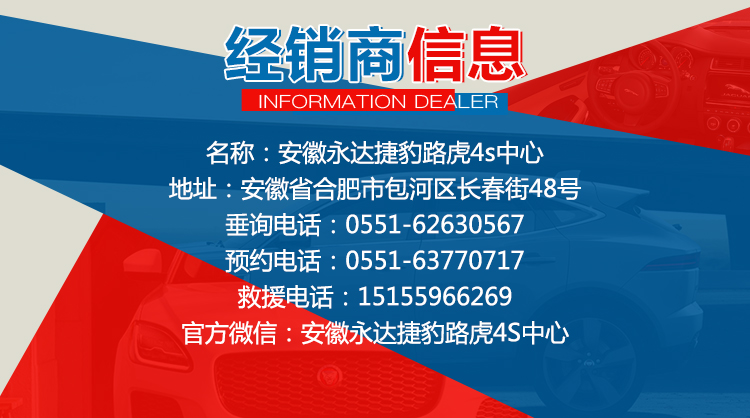 经销商信息
INFORMATION DEALER
名称：安徽永达捷豹路虎4s中心
地址：安徽省合肥市包河区长春街48号
垂询电话：0551-62630567
预约电话：0551-63770717
救援电话：15155966269
官方微信：安徽永达捷豹路虎4S中心